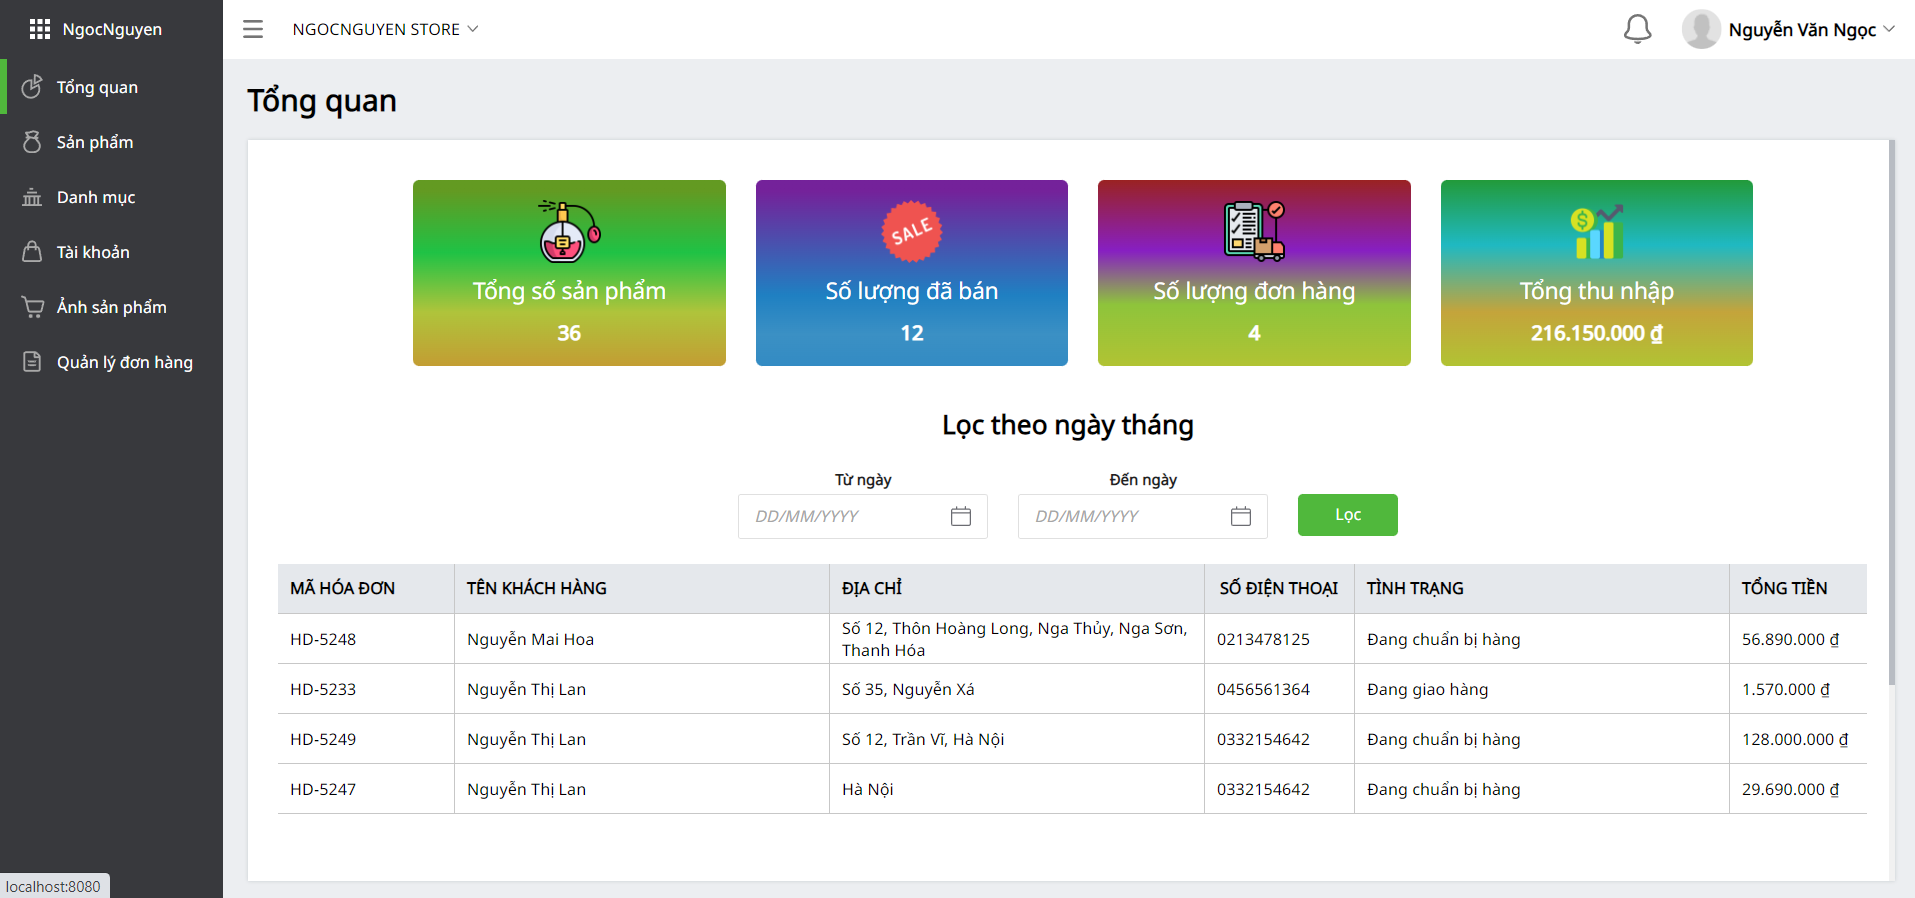 NgocNguyen
NGOCNGUYEN STORE
Nguyễn Văn Ngọc
Tổng quan
Sản phẩm
Danh mục
Tài khoản
Ảnh sản phẩm
Quản lý đơn hàng
Tổng quan
SALE
Tổng số sản phẩm
36
Số lượng đã bán
12
Số lượng đơn hàng
4
$
Tổng thu nhập
216.150.000 ₫
Lọc theo ngày tháng
Từ ngày
DD/MM/YYYY
Đến ngày
DD/MM/YYYY
Lọc
MÃ HÓA ĐƠN TÊN KHÁCH HÀNG ĐỊA CHỈ SỐ ĐIỆN THOẠI TÌNH TRẠNG TỔNG TIỀN
HD-5248 Nguyễn Mai Hoa Số 12, Thôn Hoàng Long, Nga Thủy, Nga Sơn,
Thanh Hóa 0213478125 Đang chuẩn bị hàng 56.890.000 ₫
HD-5233 Nguyễn Thị Lan Số 35, Nguyễn Xá 0456561364 Đang giao hàng 1.570.000 ₫
HD-5249 Nguyễn Thị Lan Số 12, Trần Vĩ, Hà Nội 0332154642 Đang chuẩn bị hàng 128.000.000 ₫
HD-5247 Nguyễn Thị Lan Hà Nội 0332154642 Đang chuẩn bị hàng 29.690.000 ₫
localhost:8080